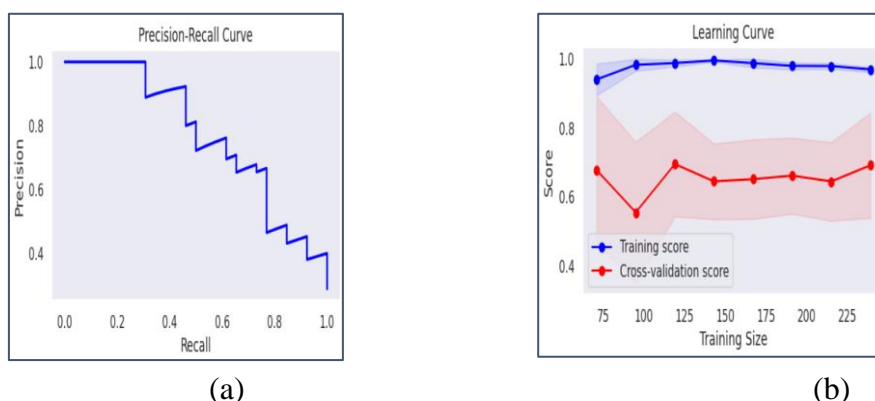 Precision-Recall Curve
1.0
0.8
0.6
0.4
Precision
0.0 0.2 0.4 0.6 0.8 1.0
Recall
(a)
Learning Curve
1.0
0.8
0.6
0.4
Score
Training score
Cross-validation score
75 100 125 150 175 200 225
Training Size
(b)